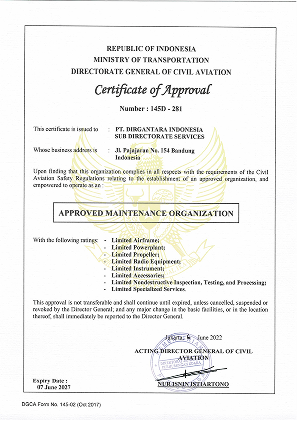 REPUBLIC OF INDONESIA
MINISTRY OF TRANSPORTATION
DIRECTORATE GENERAL OF CIVIL AVIATION
Certificate of Approval
Number : 145D - 281
This certificate is issued to : PT. DIRGANTARA INDONESIA
SUB DIRECTORATE SERVICES
Whose business address is : Jl. Pajajaran No. 154 Bandung
Indonesia
Upon finding that this organization complies in all respects with the requirements of the Civil
Aviation Safety Regulations relating to the establishment of an approved organization, and
empowered to operate as an :
APPROVED MAINTENANCE ORGANIZATION
With the following ratings: - Limited Airframe;
- Limited Powerplant;
- Limited Propeller;
- Limited Radio Equipment;
- Limited Instrument;
- Limited Accessories;
- Limited Nondestructive Inspection, Testing, and Processing;
- Limited Specialized Services.
This approval is not transferable and shall continue until expired, unless cancelled, suspended or
revoked by the Director General; and any major change in the basic facilities, or in the location
thereof, shall immediately be reported to the Director General.
Jakarta, June 2022
ACTING DIRECTOR GENERAL OF CIVIL
AVIATION
NUR ISNIN ISTIARTONO
Expiry Date :
07 June 2027
DGCA Form No. 145-02 (Oct 2017)